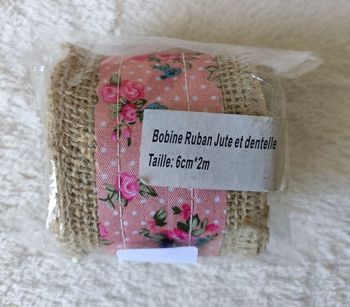 Bobine Ruban Jute et dentelle
Taille: 6cm*2m